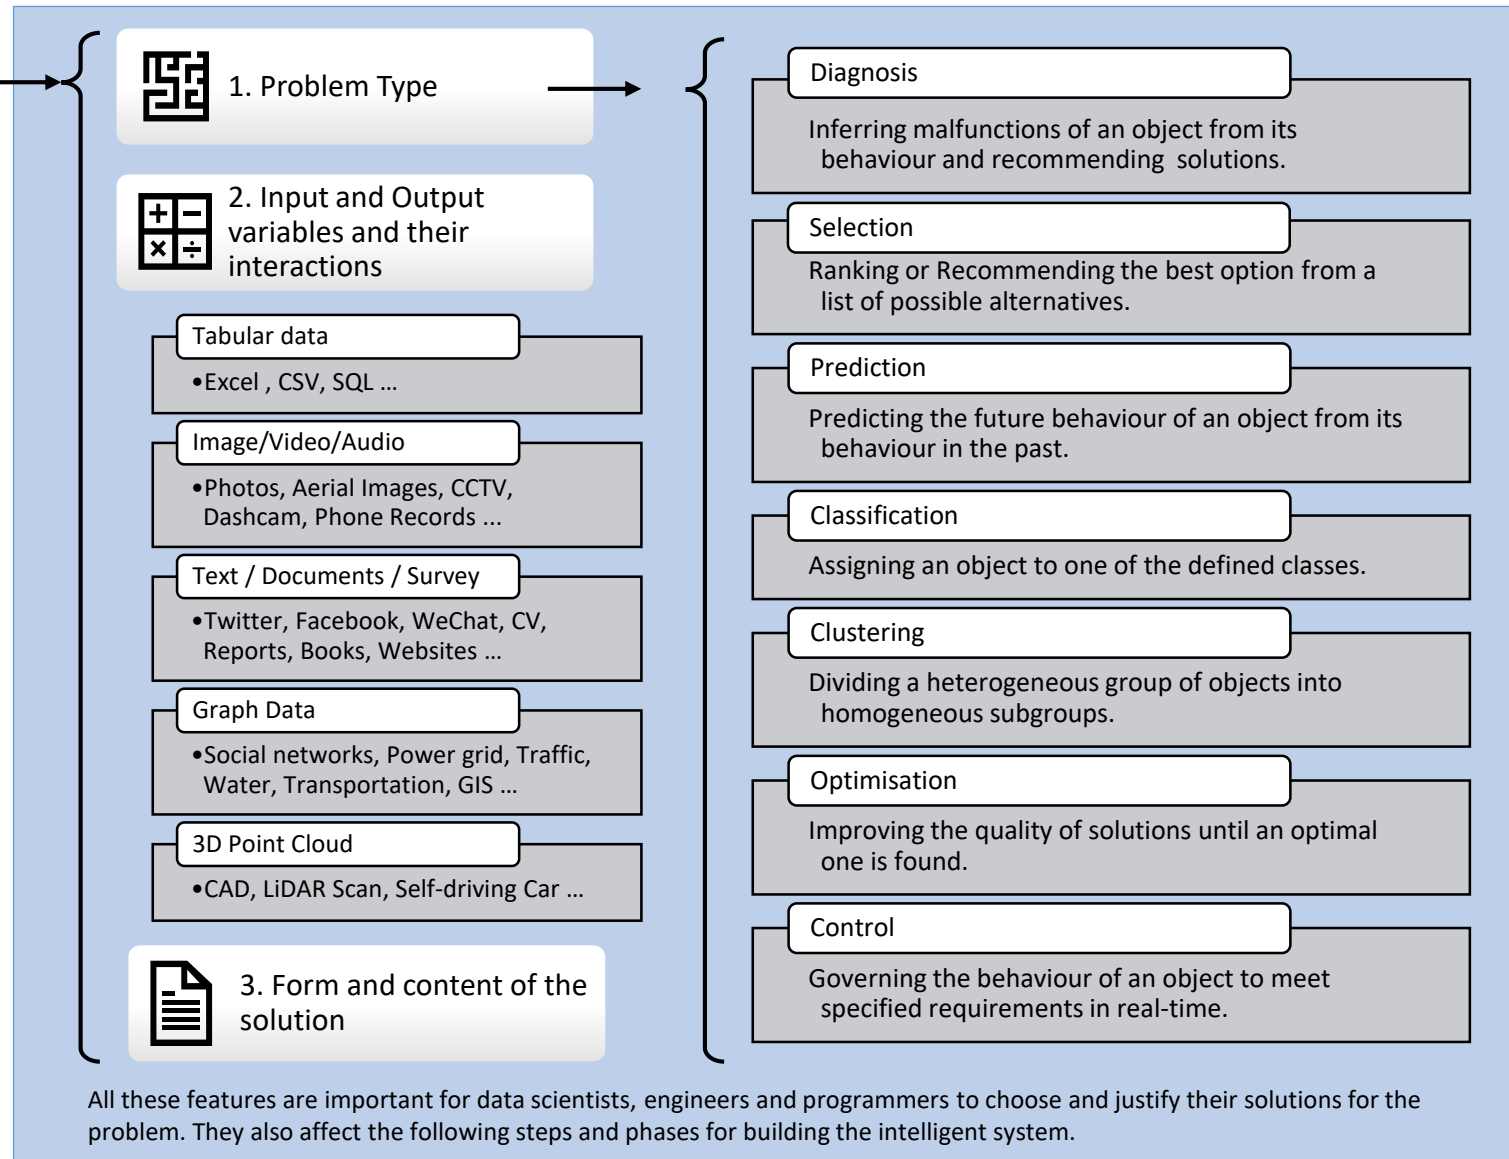 1. Problem Type
2. Input and Output
variables and their
interactions
Tabular data
•Excel , CSV, SQL ...
Image/Video/Audio
•Photos, Aerial Images, CCTV,
Dashcam, Phone Records ...
Text / Documents / Survey
•Twitter, Facebook, WeChat, CV,
Reports, Books, Websites ...
Graph Data
•Social networks, Power grid, Traffic,
Water, Transportation, GIS ...
3D Point Cloud
•CAD, LiDAR Scan, Self-driving Car ...
3. Form and content of the
solution
Diagnosis
Inferring malfunctions of an object from its
behaviour and recommending  solutions.
Selection
Ranking or Recommending the best option from a
list of possible alternatives.
Prediction
Predicting the future behaviour of an object from its
behaviour in the past.
Classification
Assigning an object to one of the defined classes.
Clustering
Dividing a heterogeneous group of objects into
homogeneous subgroups.
Optimisation
Improving the quality of solutions until an optimal
one is found.
Control
Governing the behaviour of an object to meet
specified requirements in real-time.
All these features are important for data scientists, engineers and programmers to choose and justify their solutions for the
problem. They also affect the following steps and phases for building the intelligent system.